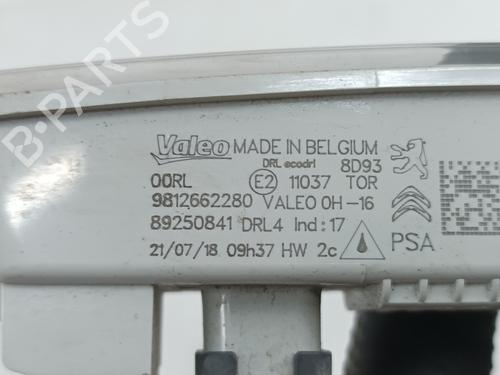 B-PARTS
Valeo MADE IN BELGIUM
DRL ecodrl 8D93
00RL E2 11037 TOR
9812662280 VALEO 0H-16
89250841 DRL4 Ind:17
21/07/18 09h37 HW 2c PSA